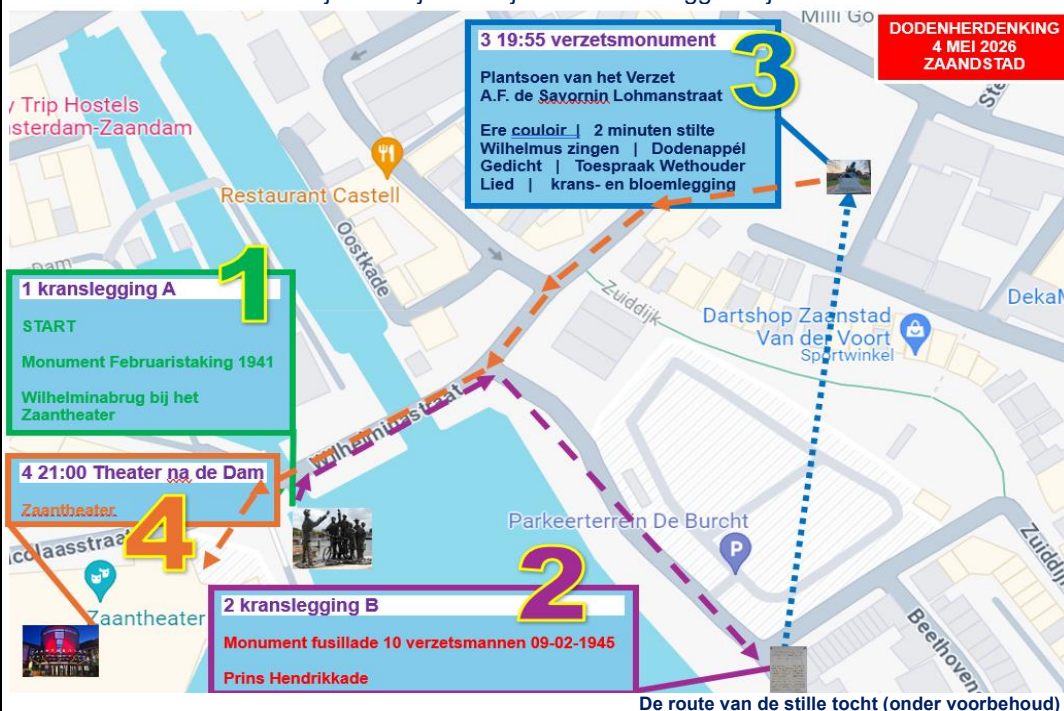 DODENHERDENKING
4 MEI 2026
ZAANDSTAD
3 19:55 verzetsmonument
Plantsoen van het Verzet
A.F. de Savornin Lohmanstraat
Ere couloir | 2 minuten stilte
Wilhelmus zingen | Dodenappél
Gedicht | Toespraak Wethouder
Lied | krans- en bloemlegging
3
Milli Go
Trip Hostels
sterdam-Zaandam
Restaurant Castell
Oostkade
Dam
1 kranslegging A
START
Monument Februaristaking 1941
Wilhelminabrug bij het
Zaantheater
1
Zuiddijk
Dartshop Zaanstad
Van der Voort
Sportwinkel
Deka
Wilhelminastraat
4 21:00 Theater na de Dam
Zaantheater
4
colaasstraat
Zaantheater
Parkeerterrein De Burcht
P
Zuiddij
Beethoven
2 kranslegging B
Monument fusillade 10 verzetsmannen 09-02-1945
Prins Hendrikkade
2
De route van de stille tocht (onder voorbehoud)